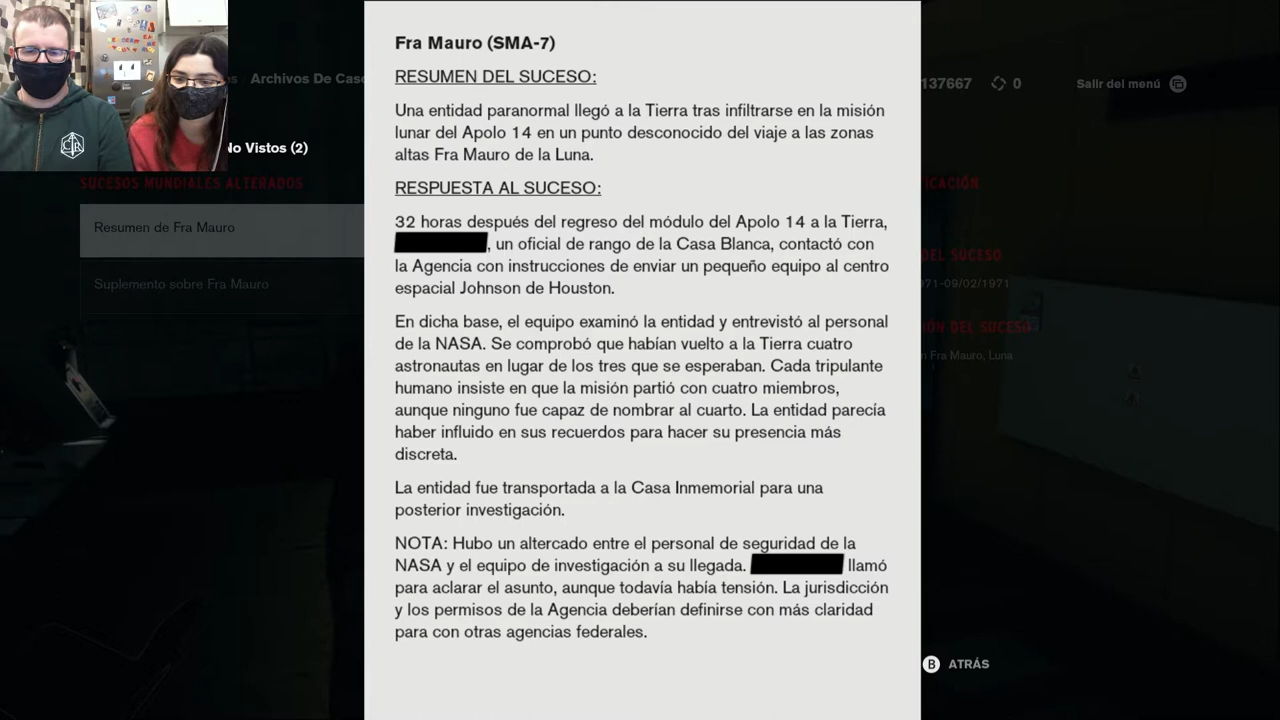 Fra Mauro (SMA-7)
RESUMEN DEL SUCESO:
Una entidad paranormal llegó a la Tierra tras infiltrarse en la misión
lunar del Apolo 14 en un punto desconocido del viaje a las zonas
altas Fra Mauro de la Luna.
RESPUESTA AL SUCESO:
32 horas después del regreso del módulo del Apolo 14 a la Tierra,
, un oficial de rango de la Casa Blanca, contactó con
la Agencia con instrucciones de enviar un pequeño equipo al centro
espacial Johnson de Houston.
En dicha base, el equipo examinó la entidad y entrevistó al personal
de la NASA. Se comprobó que habían vuelto a la Tierra cuatro
astronautas en lugar de los tres que se esperaban. Cada tripulante
humano insiste en que la misión partió con cuatro miembros,
aunque ninguno fue capaz de nombrar al cuarto. La entidad parecía
haber influido en sus recuerdos para hacer su presencia más
discreta.
La entidad fue transportada a la Casa Inmemorial para una
posterior investigación.
NOTA: Hubo un altercado entre el personal de seguridad de la
NASA y el equipo de investigación a su llegada. llamó
para aclarar el asunto, aunque todavía había tensión. La jurisdicción
y los permisos de la Agencia deberían definirse con más claridad
para con otras agencias federales.
Archivos De Caso
No Vistos (2)
SUCESOS MUNDIALES ALTERADOS
Resumen de Fra Mauro
Suplemento sobre Fra Mauro
137667
0
Salir del menú
ICACIÓN
DEL SUCESO
971-09/02/1971
IÓN DEL SUCESO
n Fra Mauro, Luna
B ATRÁS